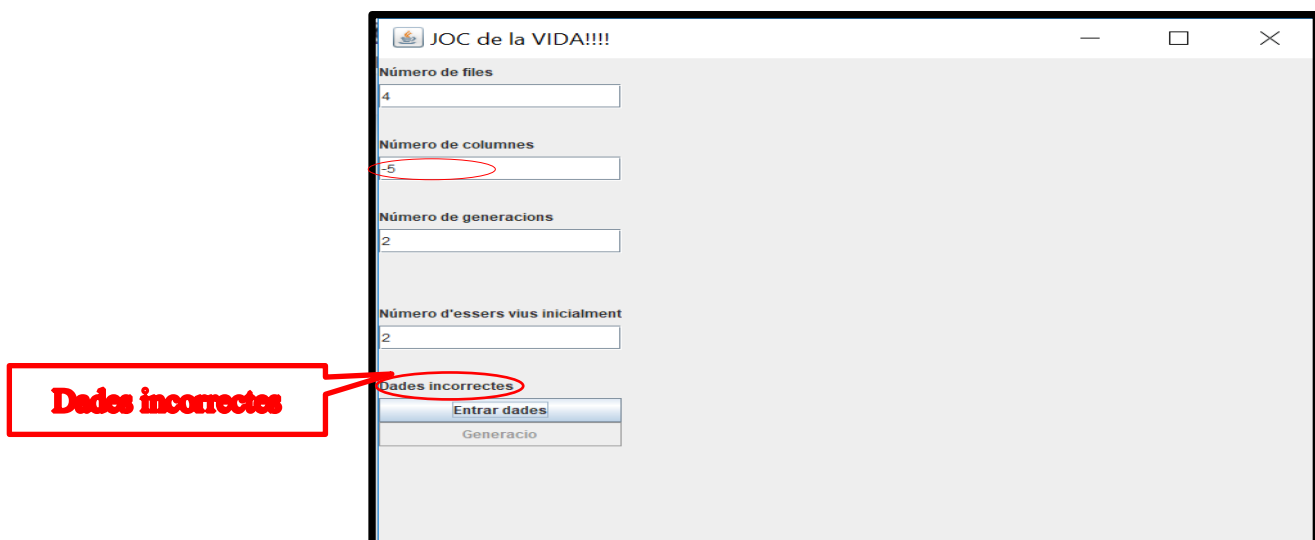 JOC de la VIDA!!!!
Número de files
4
Número de columnes
-5
Número de generacions
2
Número d'essers vius inicialment
2
Dades incorrectes
Dades incorrectes
Entrar dades
Generacio